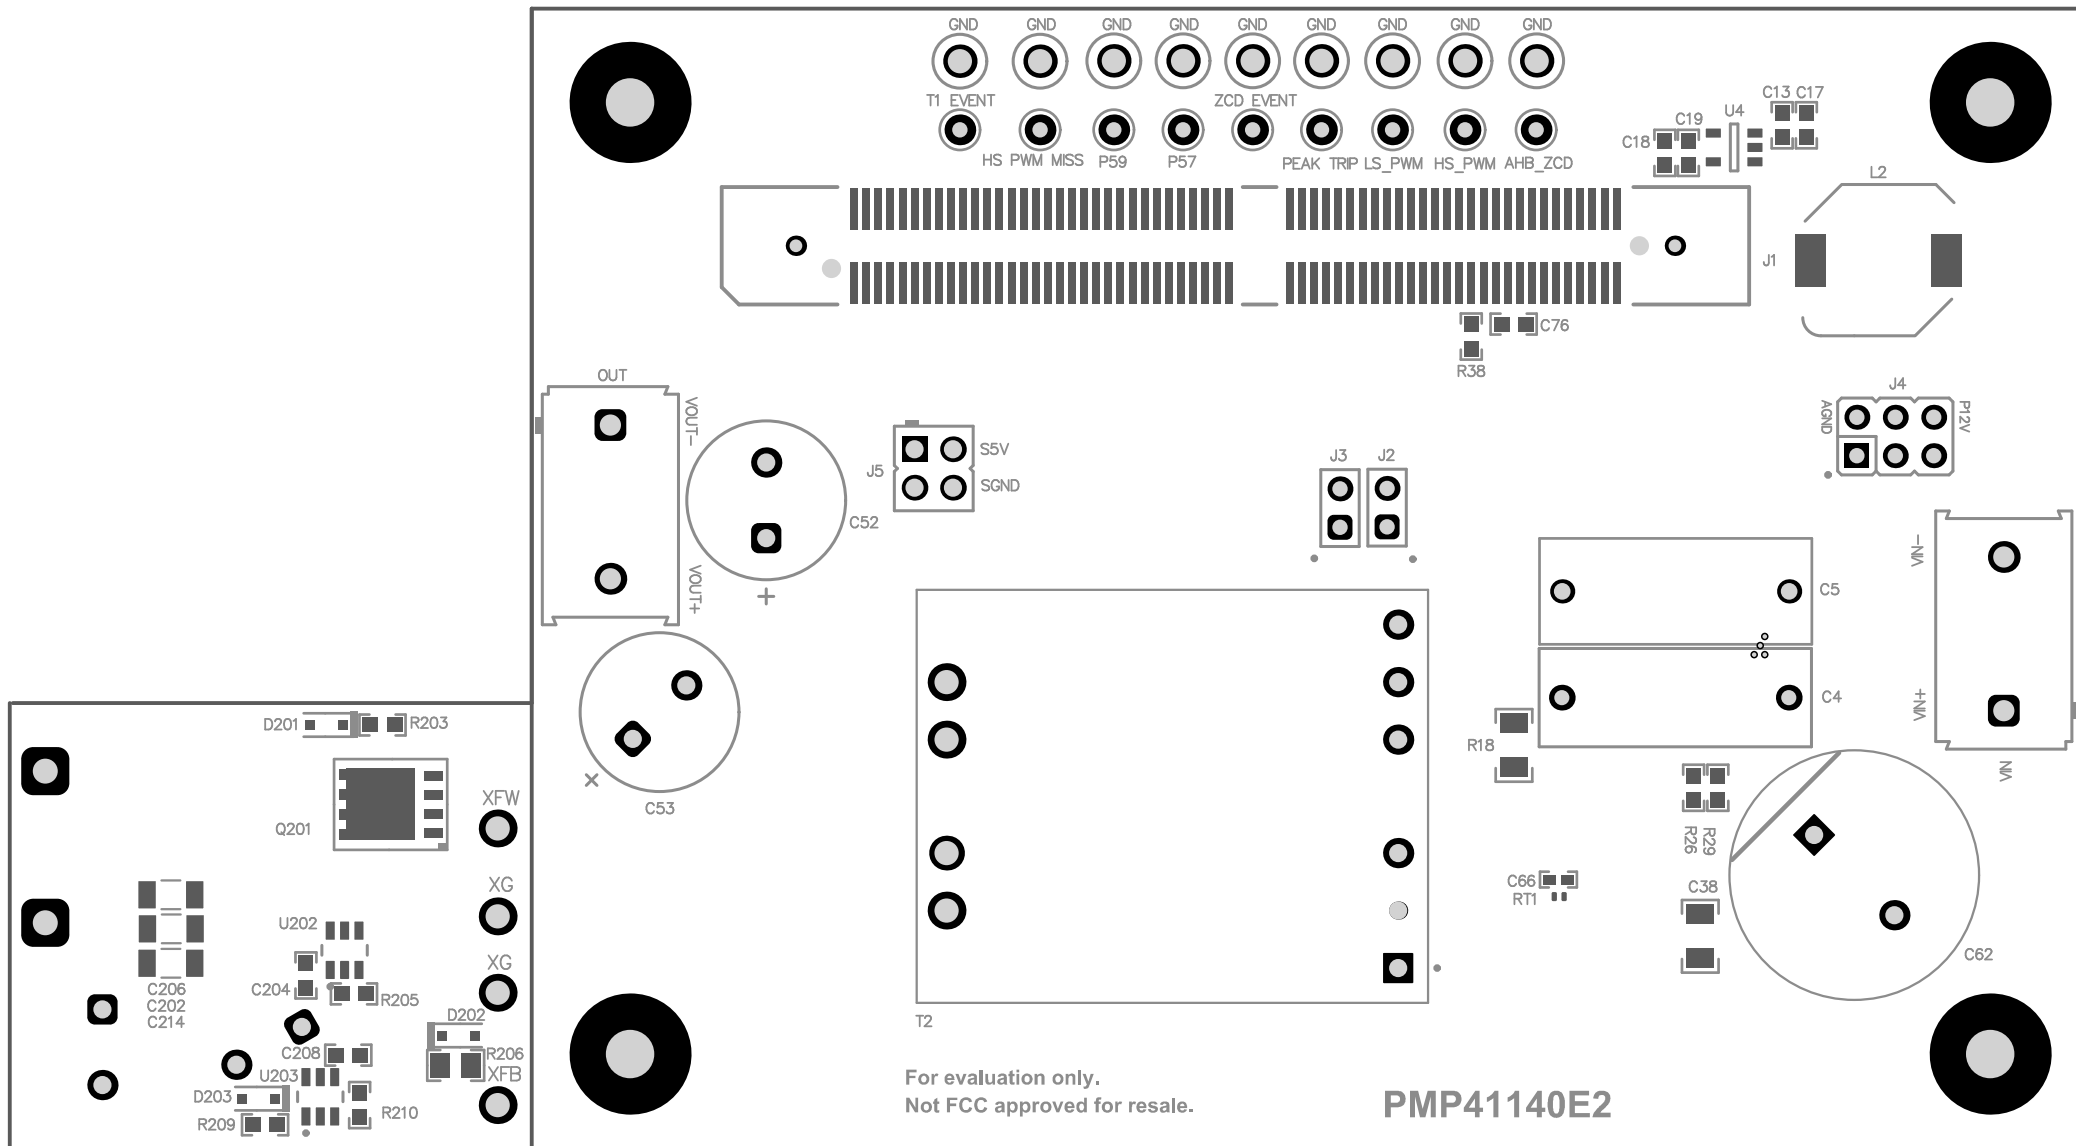 GND GND GND GND GND GND GND GND GND
T1 EVENT ZCD EVENT
HS PWM MISS P59 P57 PEAK TRIP LS_PWM HS_PWM AHB_ZCD
C13 C17
C19 U4
C18
L2
J1
C76
R38
OUT
VOUT-
VOUT+
J5 S5V
SGND
C52
J3 J2
J4
AGND
P12V
VIN-
VIN+
VIN
C5
C4
R18
C53
D201 R203
Q201
XFW
XG
U202
XG
C204
R205
C206
C202
C214
D202
C208
R206
XFB
U203
D203
R209
R210
R26
R29
C66
RT1
C38
C62
T2
For evaluation only.
Not FCC approved for resale.
PMP41140E2